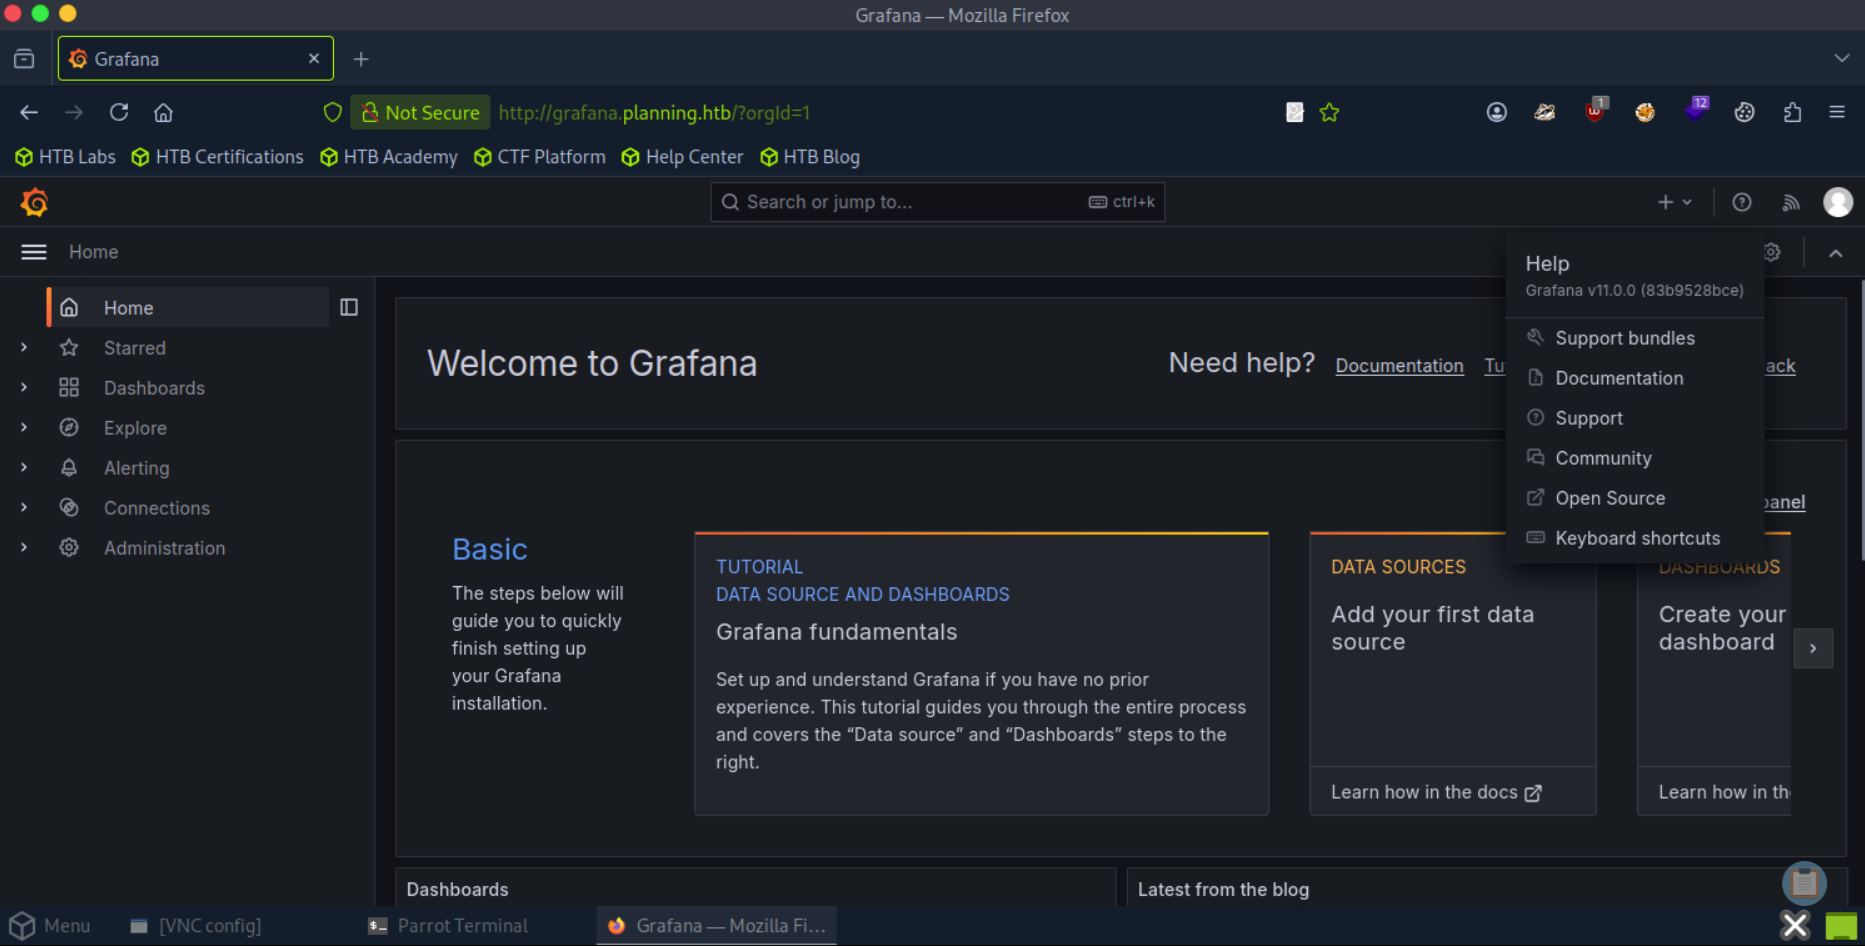 Grafana — Mozilla Firefox
Grafana
Not Secure http://grafana.planning.htb/?orgId=1
1
12
HTB Labs HTB Certifications HTB Academy CTF Platform Help Center HTB Blog
Search or jump to... ctrl+k
Home
Help
Grafana v11.0.0 (83b9528bce)
Support bundles
Documentation
Support
Community
Open Source
Keyboard shortcuts
Home
Starred
Dashboards
Explore
Alerting
Connections
Administration
Welcome to Grafana
Need help? Documentation Tu ack
panel
Basic
The steps below will
guide you to quickly
finish setting up
your Grafana
installation.
TUTORIAL
DATA SOURCE AND DASHBOARDS
Grafana fundamentals
Set up and understand Grafana if you have no prior
experience. This tutorial guides you through the entire process
and covers the “Data source” and “Dashboards” steps to the
right.
DATA SOURCES
Add your first data
source
Learn how in the docs
DASHBOARDS
Create your
dashboard
Learn how in th
Dashboards
Latest from the blog
Menu [VNC config] Parrot Terminal Grafana — Mozilla Fi...